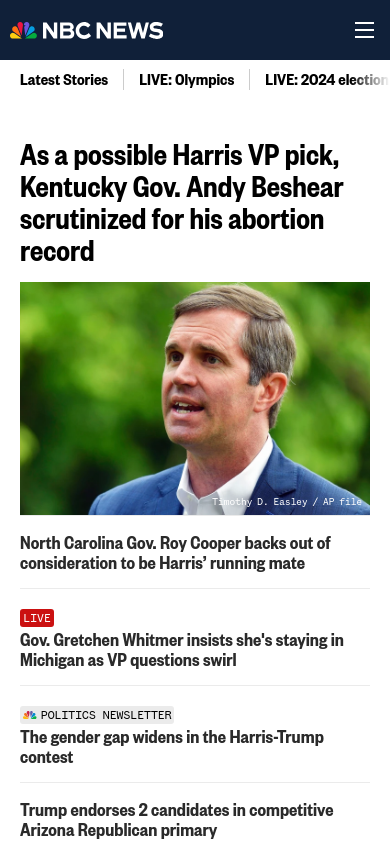 NBC NEWS
Latest Stories
LIVE: Olympics
LIVE: 2024 election
As a possible Harris VP pick,
Kentucky Gov. Andy Beshear
scrutinized for his abortion
record
Timothy D. Easley / AP file
North Carolina Gov. Roy Cooper backs out of
consideration to be Harris’ running mate
LIVE
Gov. Gretchen Whitmer insists she's staying in
Michigan as VP questions swirl
POLITICS NEWSLETTER
The gender gap widens in the Harris-Trump
contest
Trump endorses 2 candidates in competitive
Arizona Republican primary